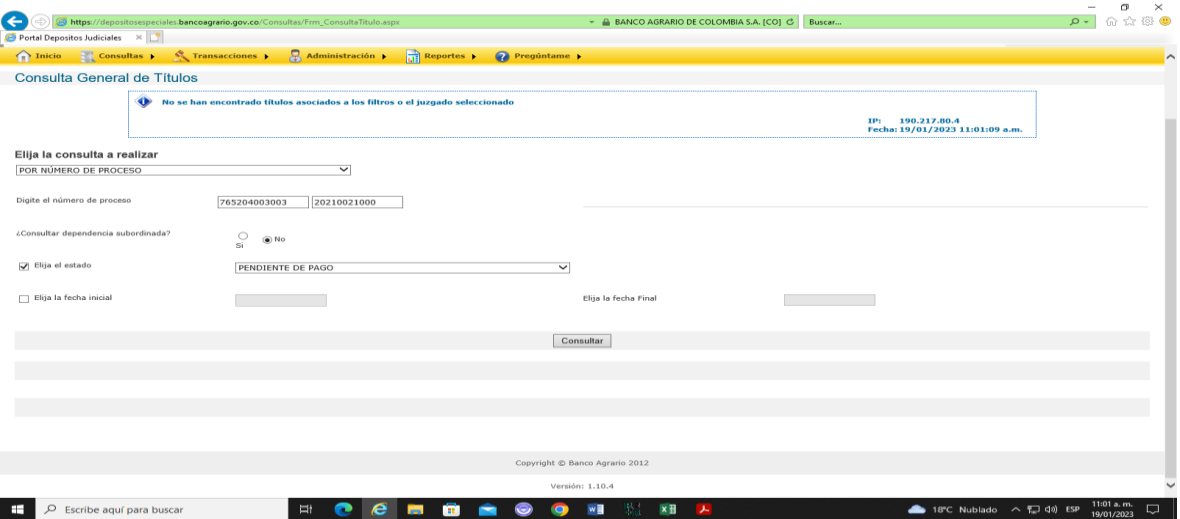 https://depositosespeciales.bancoagrario.gov.co/Consultas/Frm_ConsultaTitulo.aspx BANCO AGRARIO DE COLOMBIA S.A. [CO] Buscar...
Portal Depositos Judiciales
Inicio Consultas Transacciones Administración Reportes Pregúntame
Consulta General de Títulos
No se han encontrado títulos asociados a los filtros o el juzgado seleccionado
IP: 190.217.80.4
Fecha: 19/01/2023 11:01:09 a.m.
Elija la consulta a realizar
POR NÚMERO DE PROCESO
Digite el número de proceso 765204003003 20210021000
¿Consultar dependencia subordinada? Si No
Elija el estado PENDIENTE DE PAGO
Elija la fecha inicial Elija la fecha Final
Consultar
Copyright © Banco Agrario 2012
Versión: 1.10.4
Escribe aquí para buscar 18°C Nublado ESP 11:01 a. m.
19/01/2023